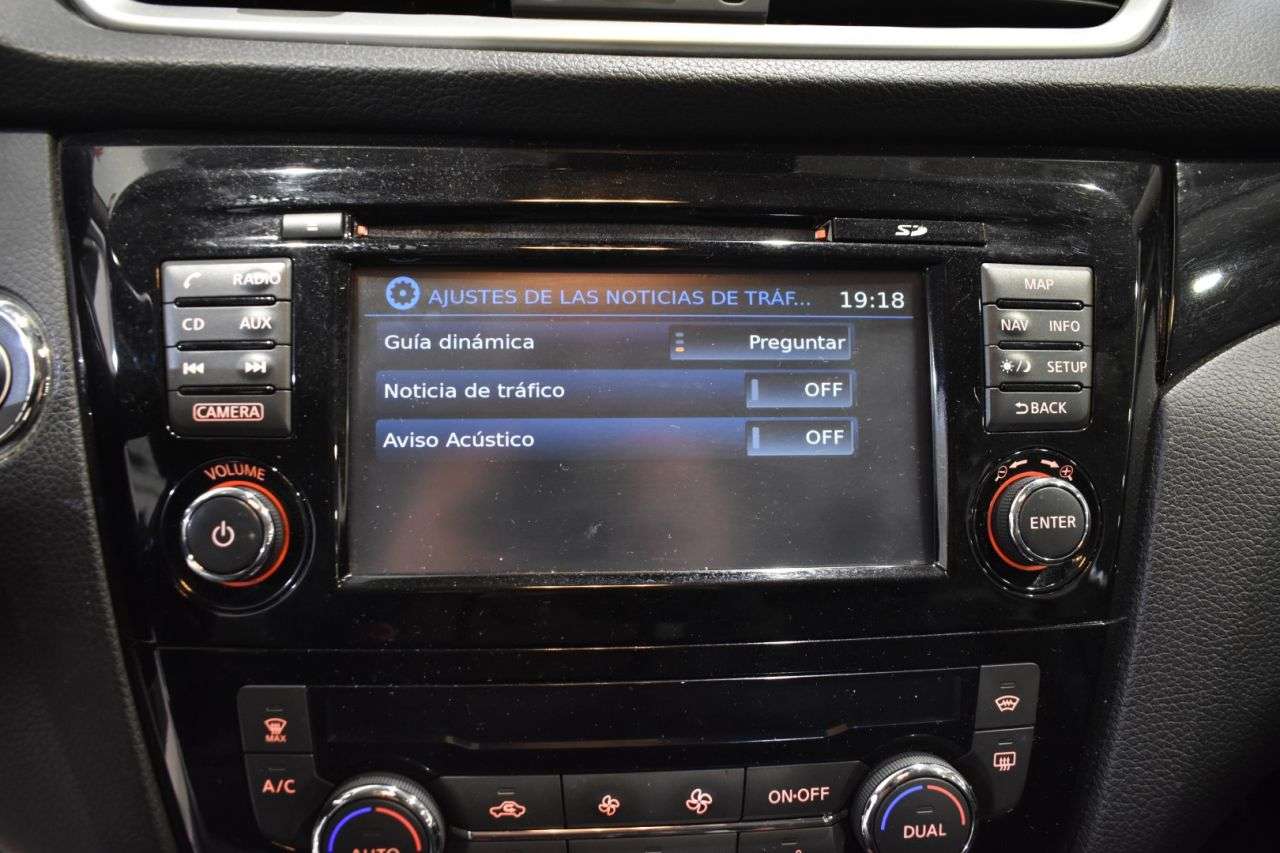 SD
RADIO
CD AUX
CAMERA
VOLUME
AJUSTES DE LAS NOTICIAS DE TRÁF... 19:18
Guía dinámica Preguntar
Noticia de tráfico OFF
Aviso Acústico OFF
MAP
NAV INFO
SETUP
BACK
ENTER
MAX
A/C
ON·OFF
AUTO
DUAL